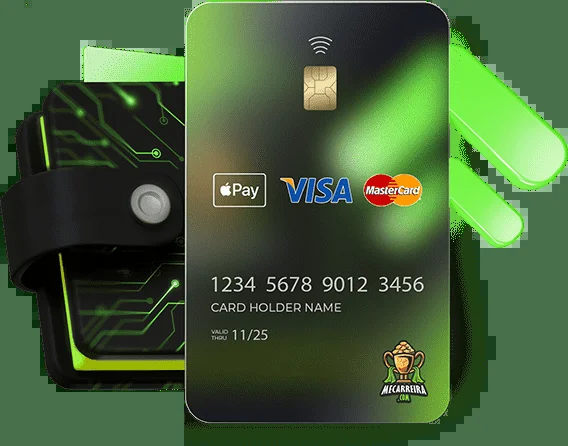 Pay VISA MasterCard
1234 5678 9012 3456
CARD HOLDER NAME
VALID THRU 11/25
MECARREIRA
.COM